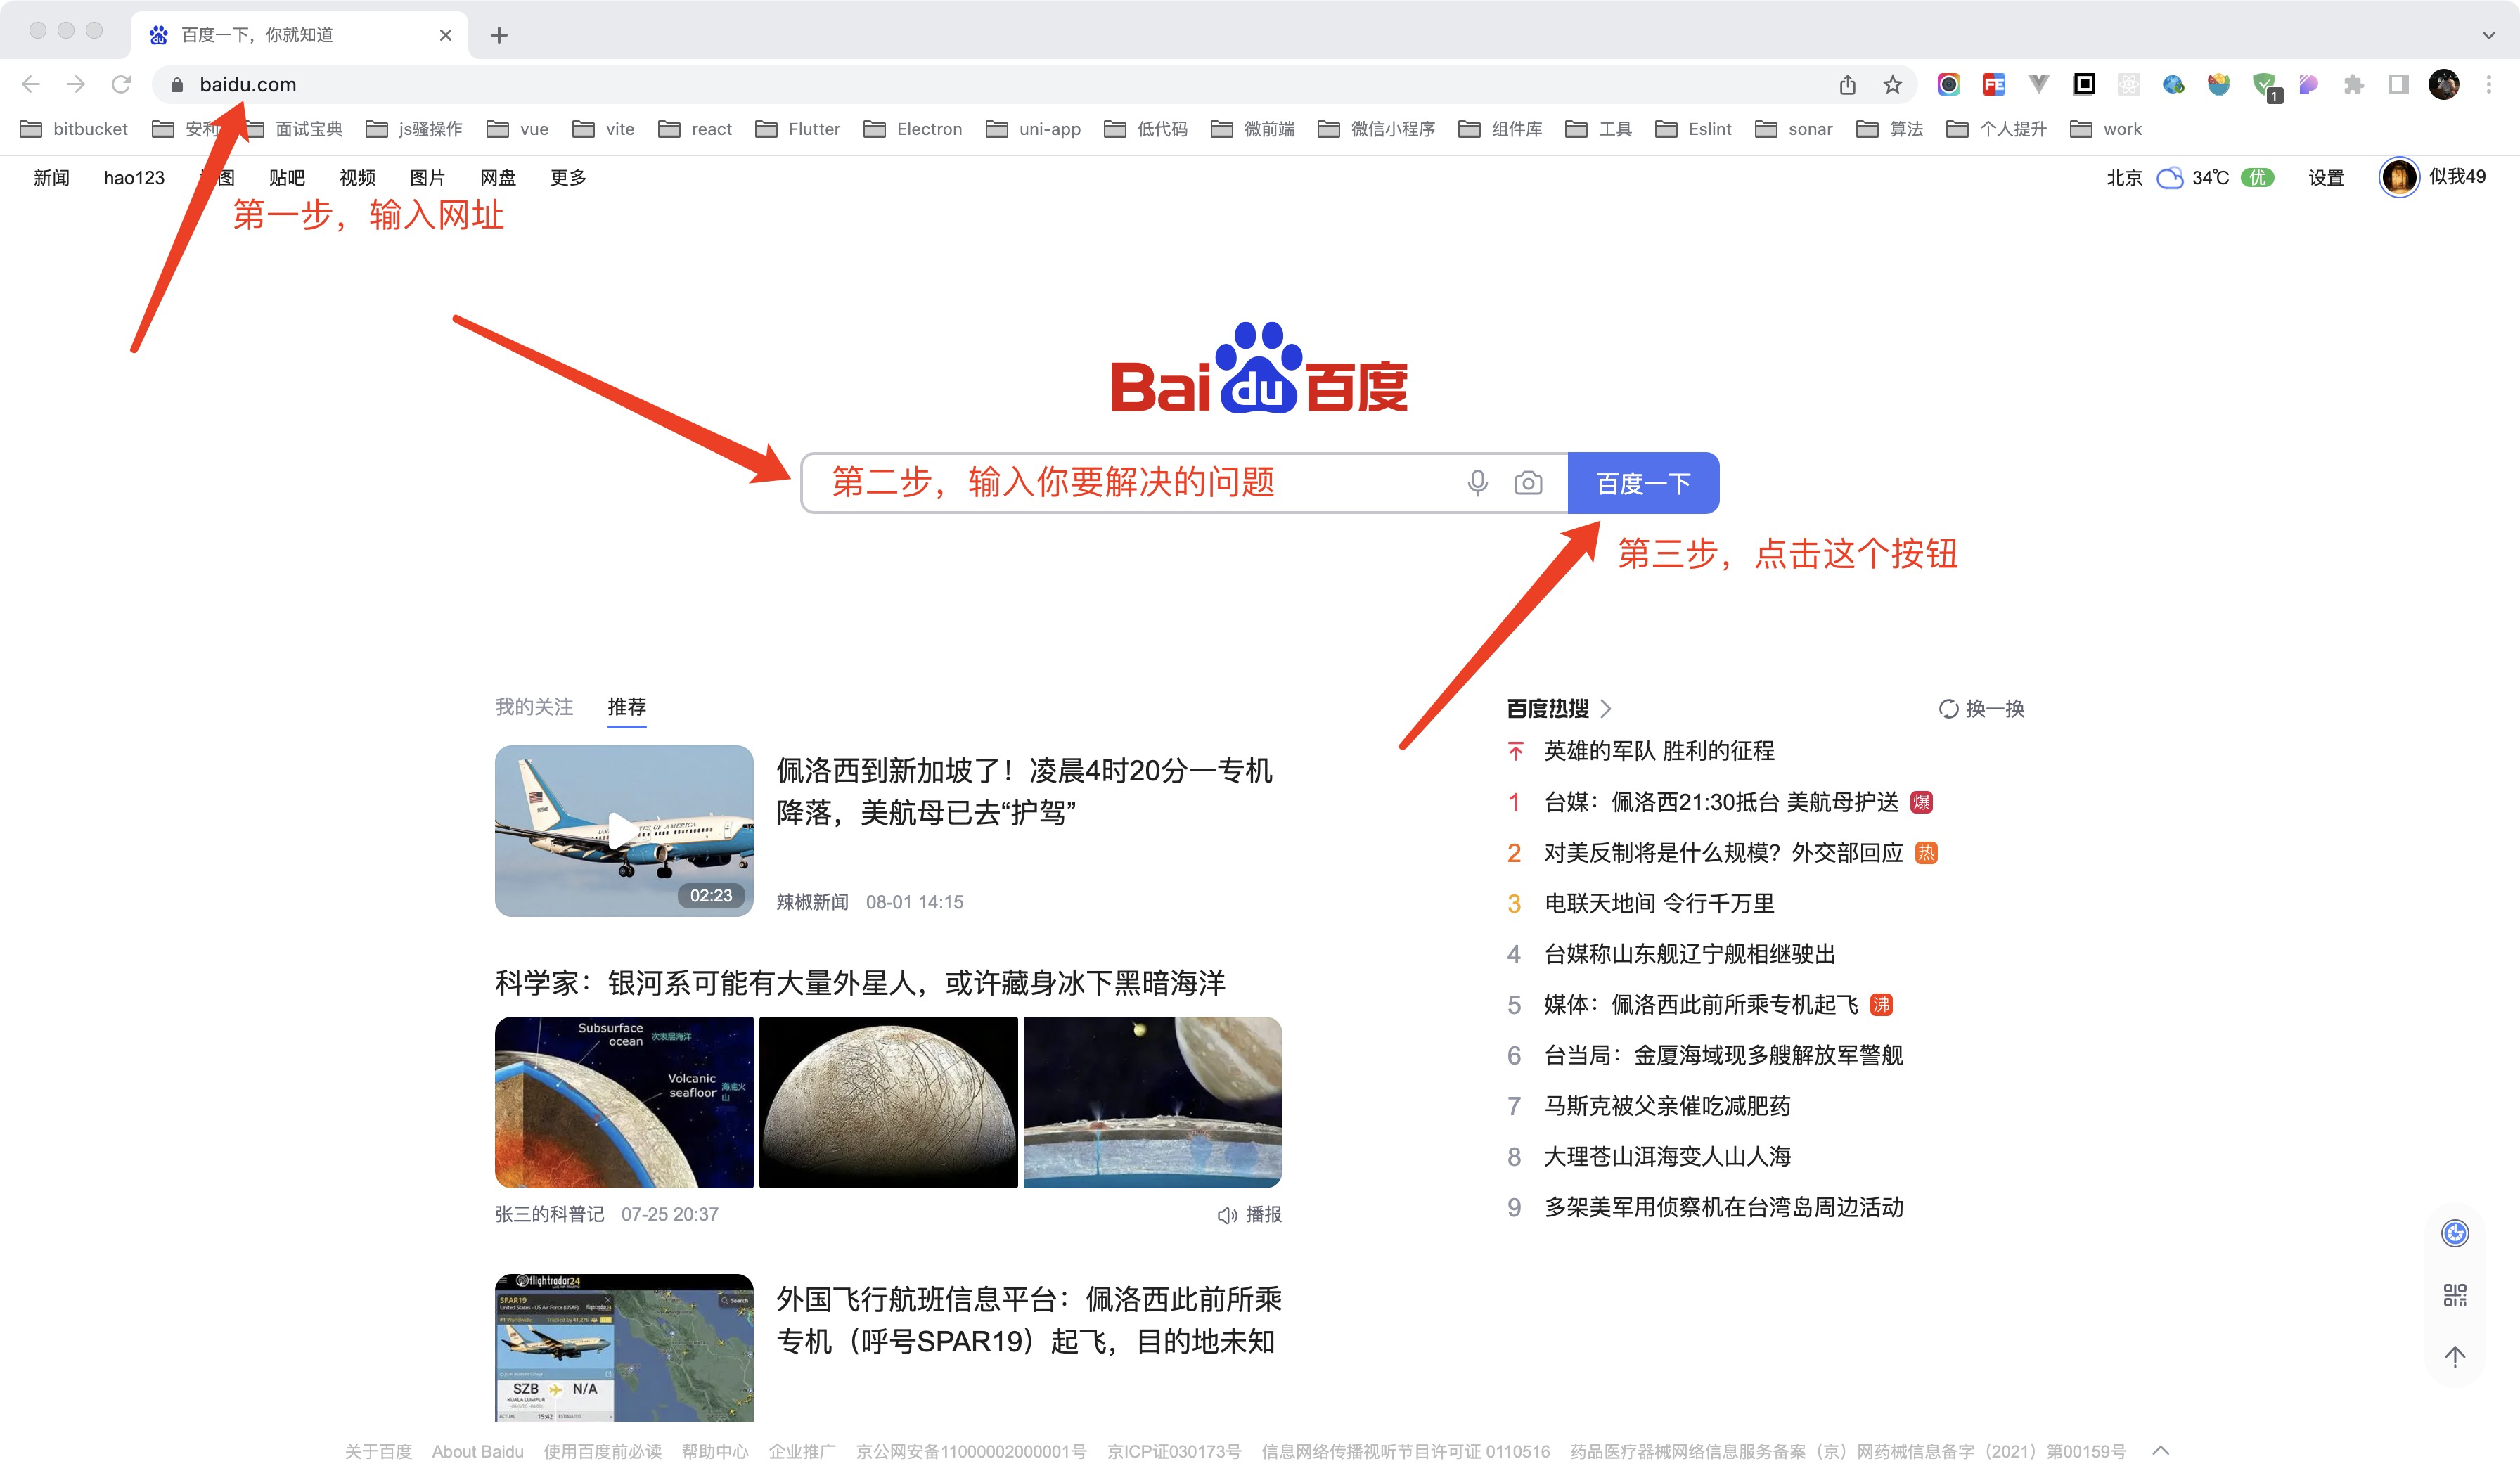 百度一下，你就知道
baidu.com
1
bitbucket 安利 面试宝典 js骚操作 vue vite react Flutter Electron uni-app 低代码 微前端 微信小程序 组件库 工具 Eslint sonar 算法 个人提升 work
新闻 hao123 图 贴吧 视频 图片 网盘 更多 北京 34℃ 优 设置 似我49
第一步，输入网址
Bai du 百度
第二步，输入你要解决的问题 百度一下
第三步，点击这个按钮
我的关注 推荐
佩洛西到新加坡了！凌晨4时20分一专机
降落，美航母已去“护驾”
UNITED STATES OF AMERICA
02:23
辣椒新闻 08-01 14:15
科学家：银河系可能有大量外星人，或许藏身冰下黑暗海洋
Subsurface
ocean 次表层海洋
Volcanic
seafloor 海底火
山
张三的科普记 07-25 20:37 播报
flightradar24
SPAR19
Search
外国飞行航班信息平台：佩洛西此前所乘
专机（呼号SPAR19）起飞，目的地未知
SZB N/A
KUALA LUMPUR
ACTUAL 15:42 ESTIMATED
百度热搜 换一换
英雄的军队 胜利的征程
1 台媒：佩洛西21:30抵台 美航母护送 爆
2 对美反制将是什么规模？外交部回应 热
3 电联天地间 令行千万里
4 台媒称山东舰辽宁舰相继驶出
5 媒体：佩洛西此前所乘专机起飞 沸
6 台当局：金厦海域现多艘解放军警舰
7 马斯克被父亲催吃减肥药
8 大理苍山洱海变人山人海
9 多架美军用侦察机在台湾岛周边活动
关于百度 About Baidu 使用百度前必读 帮助中心 企业推广 京公网安备11000002000001号 京ICP证030173号 信息网络传播视听节目许可证 0110516 药品医疗器械网络信息服务备案（京）网药械信息备字（2021）第00159号